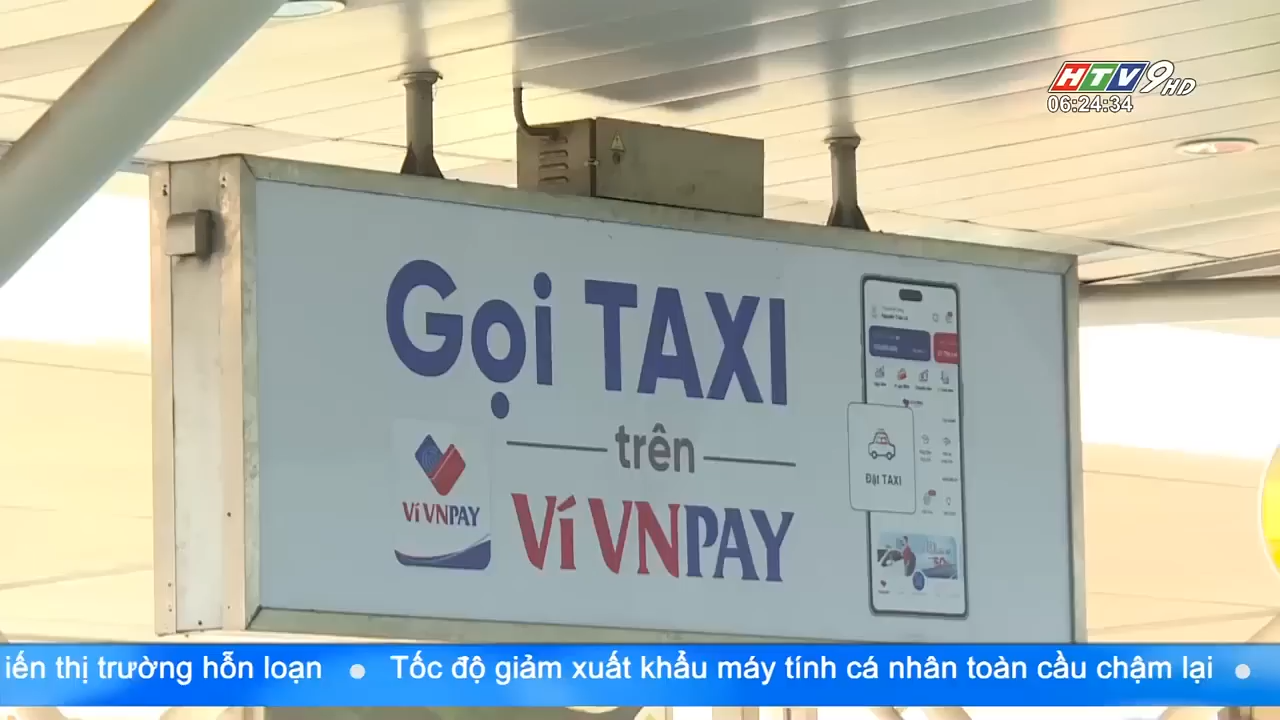 HTV9 HD
06:24:34
Gọi TAXI
trên
Ví VNPAY
Ví VNPAY
Đặt TAXI
iến thị trường hỗn loạn • Tốc độ giảm xuất khẩu máy tính cá nhân toàn cầu chậm lại •